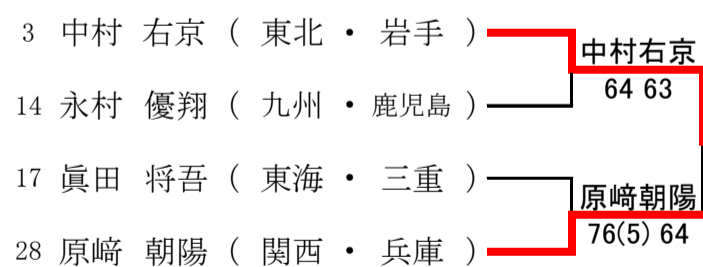 3 中村 右京 ( 東北 ・ 岩手 )
中村右京
64 63
14 永村 優翔 ( 九州 ・ 鹿児島 )
17 眞田 将吾 ( 東海 ・ 三重 )
原﨑朝陽
76(5) 64
28 原﨑 朝陽 ( 関西 ・ 兵庫 )